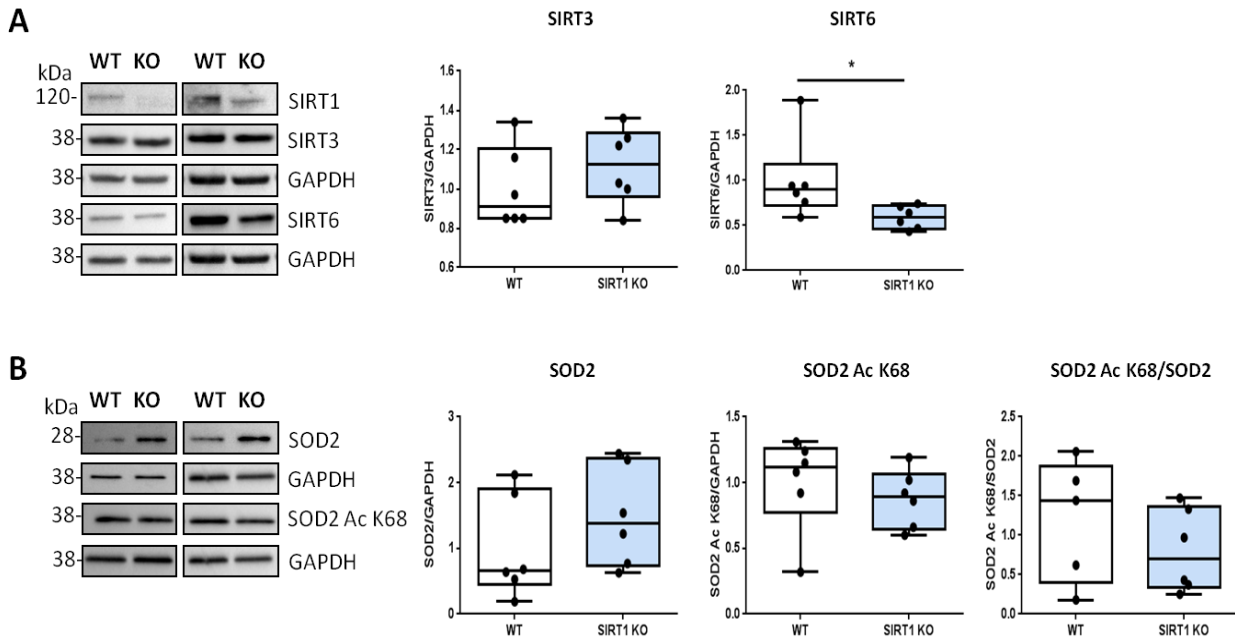 A
WT KO WT KO
kDa
120- SIRT1
38- SIRT3
38- GAPDH
38- SIRT6
38- GAPDH
SIRT3
SIRT3/GAPDH
1.6
1.4
1.2
1.0
0.8
0.6
WT SIRT1 KO
SIRT6
*
SIRT6/GAPDH
2.0
1.5
1.0
0.5
0.0
WT SIRT1 KO
B
WT KO WT KO
kDa
28- SOD2
38- GAPDH
38- SOD2 Ac K68
38- GAPDH
SOD2
SOD2/GAPDH
3
2
1
0
WT SIRT1 KO
SOD2 Ac K68
SOD2 Ac K68/GAPDH
1.5
1.0
0.5
0.0
WT SIRT1 KO
SOD2 Ac K68/SOD2
SOD2 Ac K68/SOD2
2.5
2.0
1.5
1.0
0.5
0.0
WT SIRT1 KO